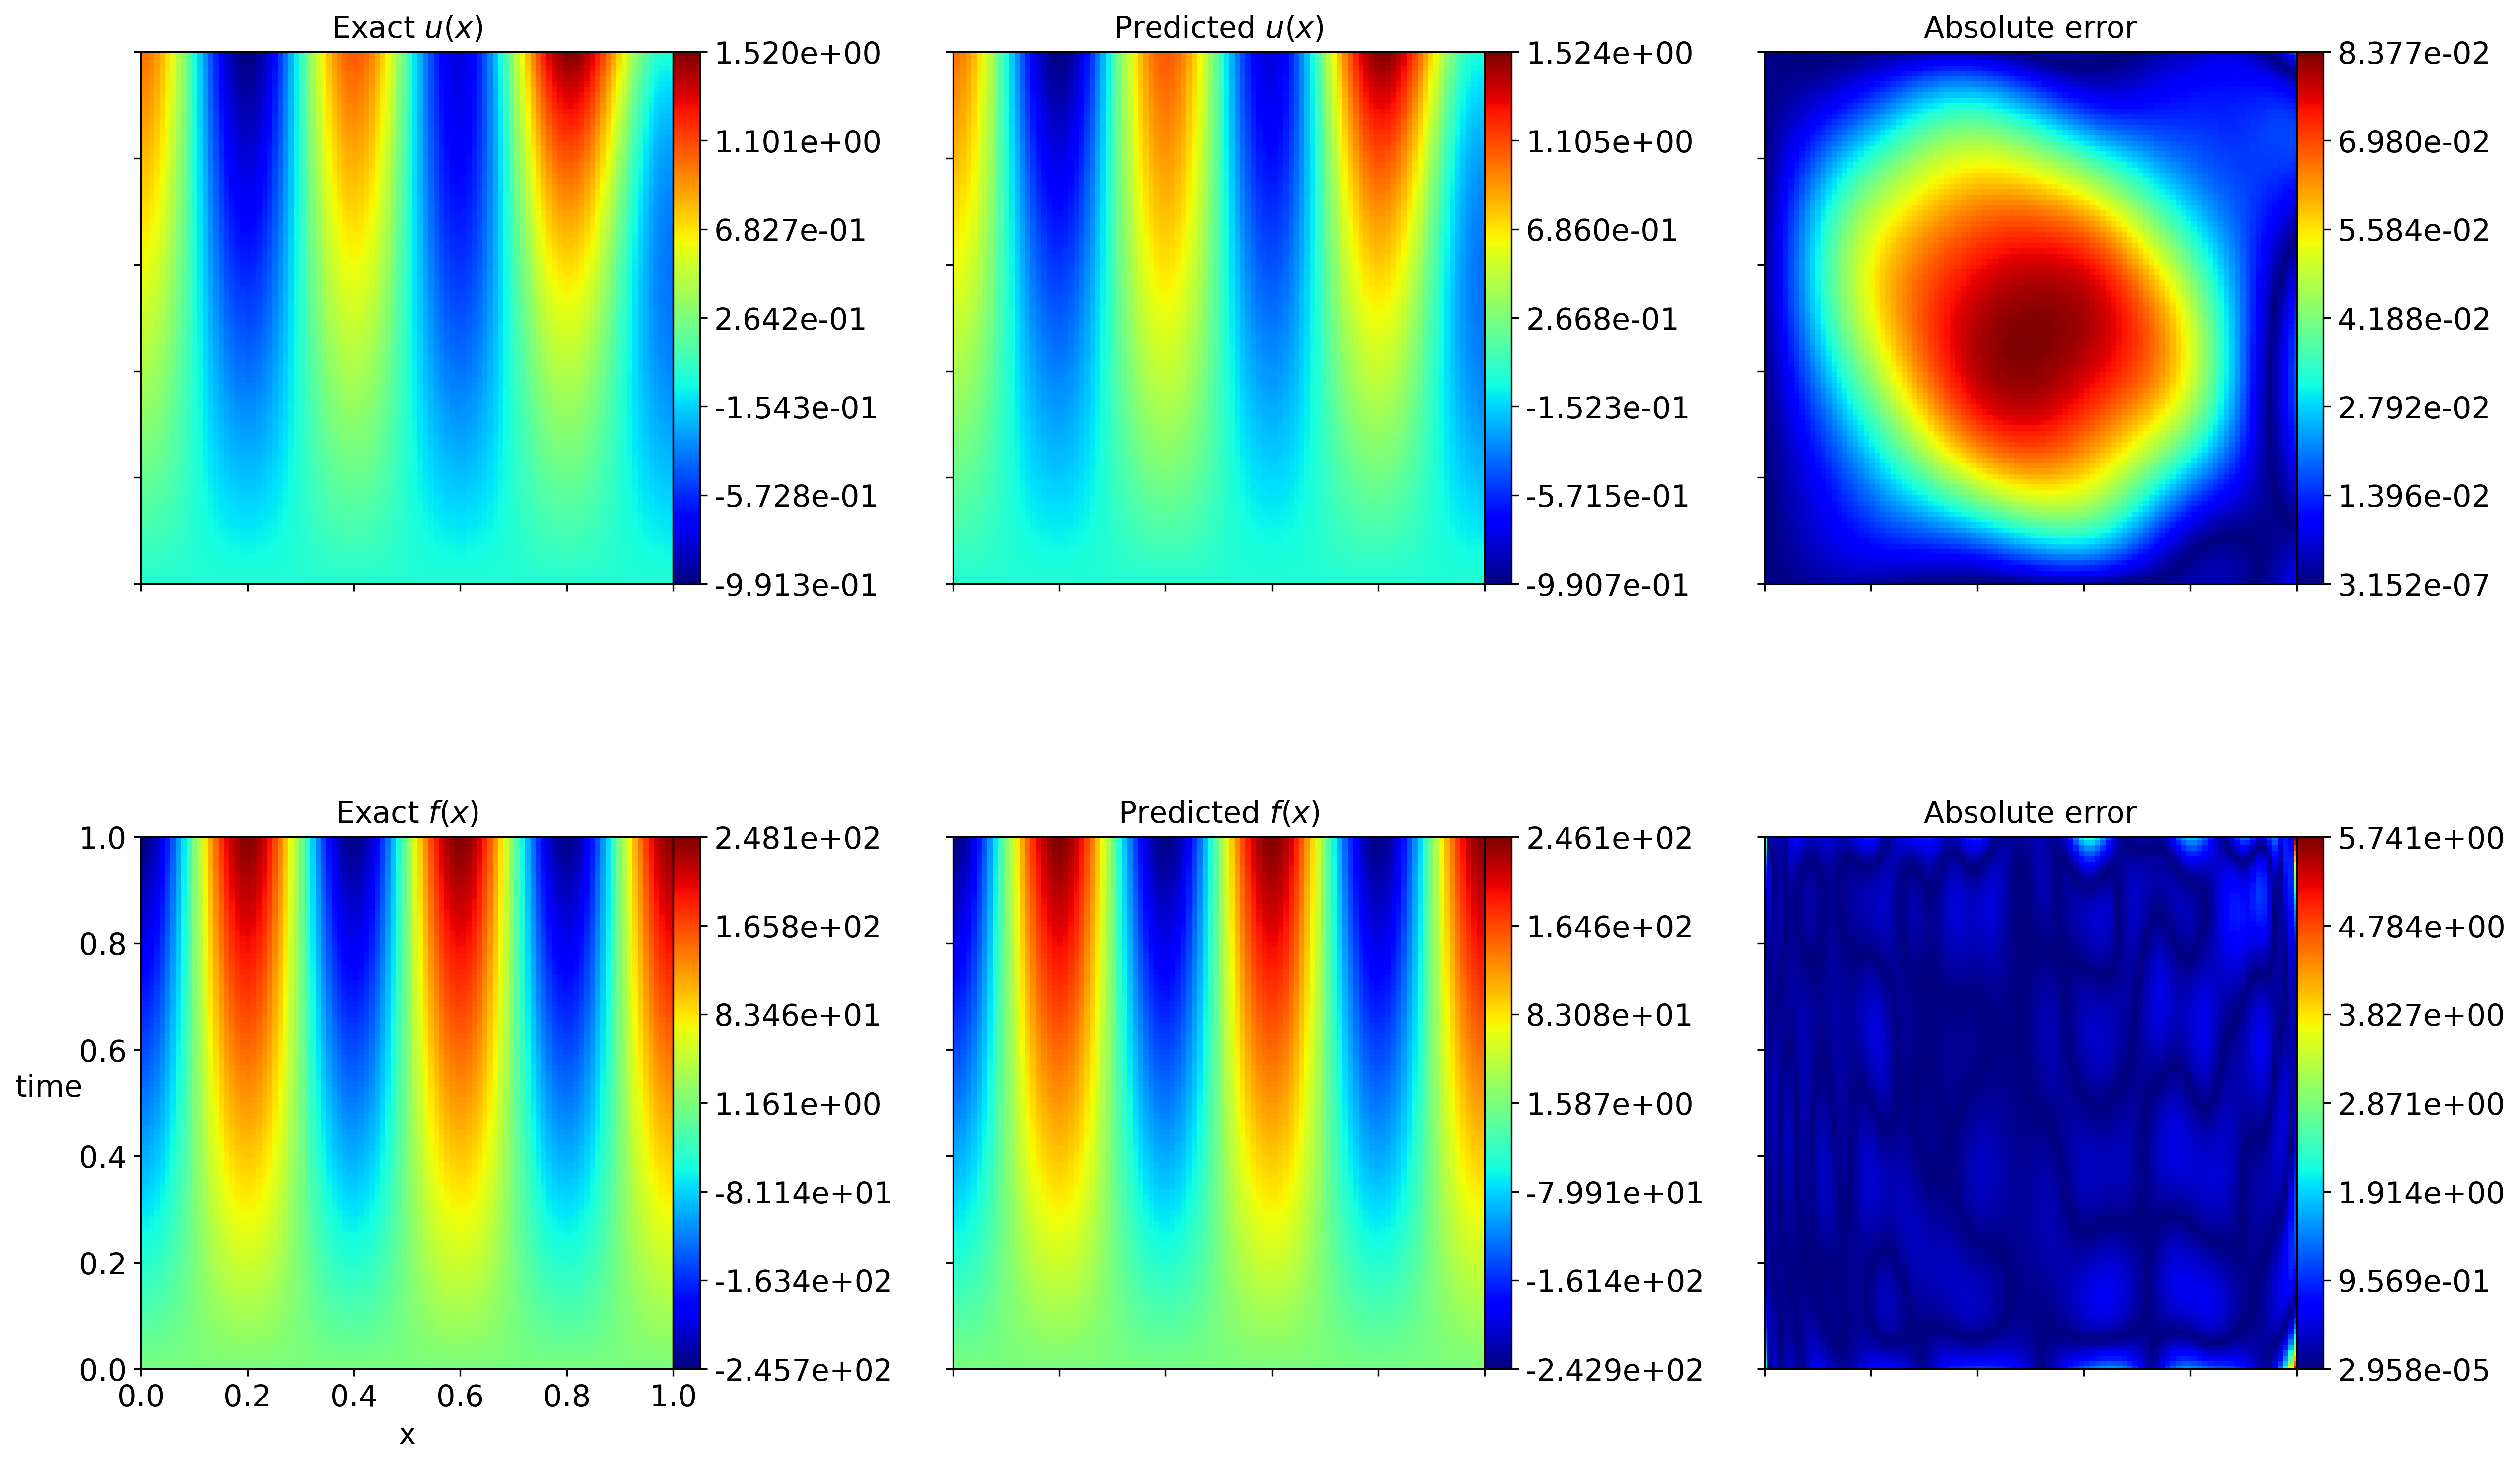 Exact u(x)
1.520e+00
1.101e+00
6.827e-01
2.642e-01
-1.543e-01
-5.728e-01
-9.913e-01
Predicted u(x)
1.524e+00
1.105e+00
6.860e-01
2.668e-01
-1.523e-01
-5.715e-01
-9.907e-01
Absolute error
8.377e-02
6.980e-02
5.584e-02
4.188e-02
2.792e-02
1.396e-02
3.152e-07
Exact f(x)
time
1.0
0.8
0.6
0.4
0.2
0.0
0.0 0.2 0.4 0.6 0.8 1.0
x
2.481e+02
1.658e+02
8.346e+01
1.161e+00
-8.114e+01
-1.634e+02
-2.457e+02
Predicted f(x)
2.461e+02
1.646e+02
8.308e+01
1.587e+00
-7.991e+01
-1.614e+02
-2.429e+02
Absolute error
5.741e+00
4.784e+00
3.827e+00
2.871e+00
1.914e+00
9.569e-01
2.958e-05